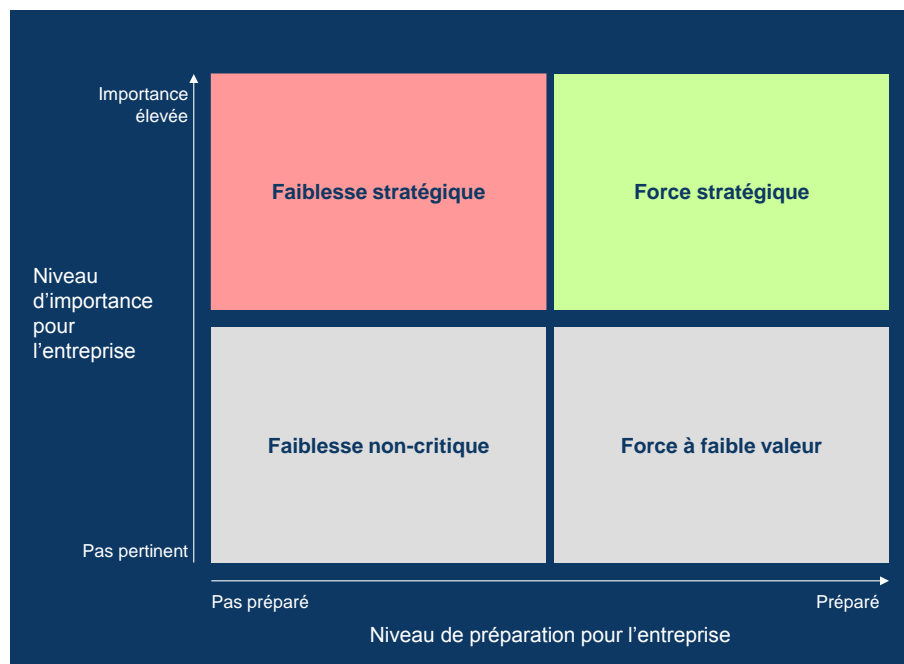 Importance
élevée
Faiblesse stratégique
Force stratégique
Niveau
d’importance
pour
l’entreprise
Faiblesse non-critique
Force à faible valeur
Pas pertinent
Pas préparé
Préparé
Niveau de préparation pour l’entreprise